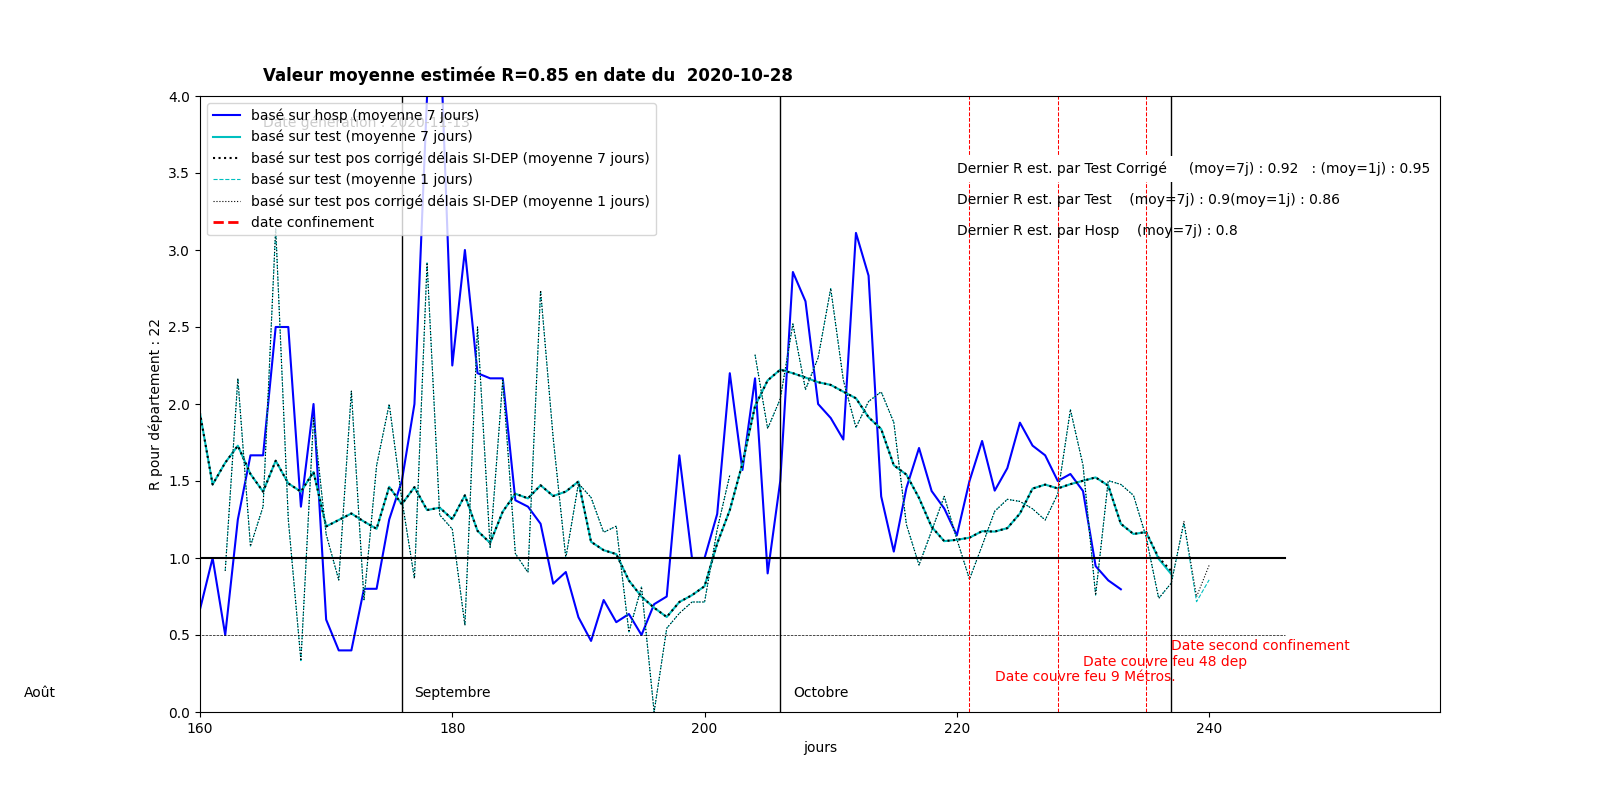 Valeur moyenne estimée R=0.85 en date du  2020-10-28
4.0
3.5
3.0
2.5
2.0
1.5
1.0
0.5
0.0
R pour département : 22
basé sur hosp (moyenne 7 jours)
basé sur test (moyenne 7 jours)
basé sur test pos corrigé délais SI-DEP (moyenne 7 jours)
basé sur test (moyenne 1 jours)
basé sur test pos corrigé délais SI-DEP (moyenne 1 jours)
date confinement
Dernier R est. par Test Corrigé     (moy=7j) : 0.92   : (moy=1j) : 0.95
Dernier R est. par Test    (moy=7j) : 0.9(moy=1j) : 0.86
Dernier R est. par Hosp    (moy=7j) : 0.8
Date second confinement
Date couvre feu 48 dep
Date couvre feu 9 Métros.
Août
Septembre
Octobre
160
180
200
220
240
jours